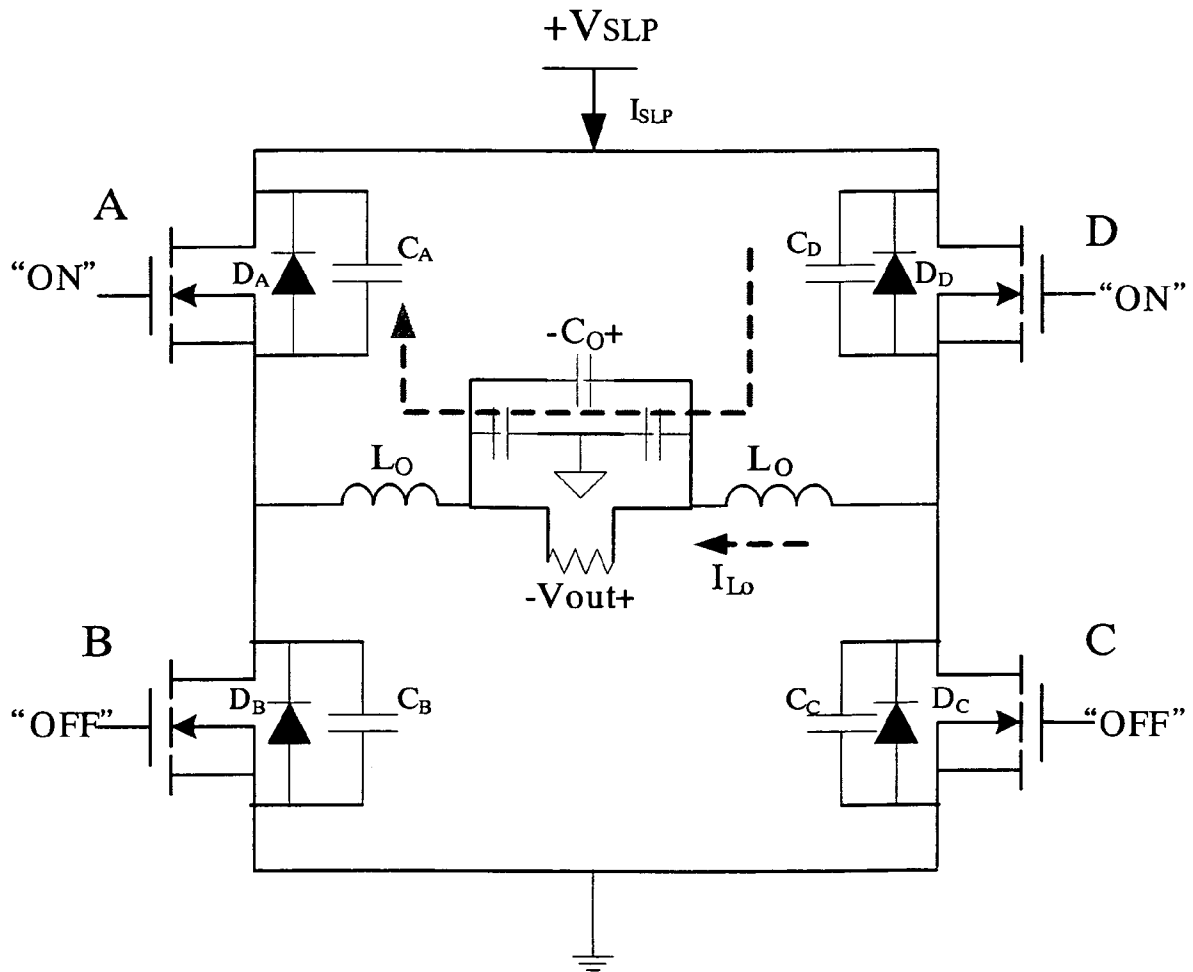 +VSLP
ISLP
A
D
"ON"
DA
CA
CD
DD
"ON"
-CO+
LO
LO
-Vout+
ILo
B
C
"OFF"
DB
CB
CC
DC
"OFF"